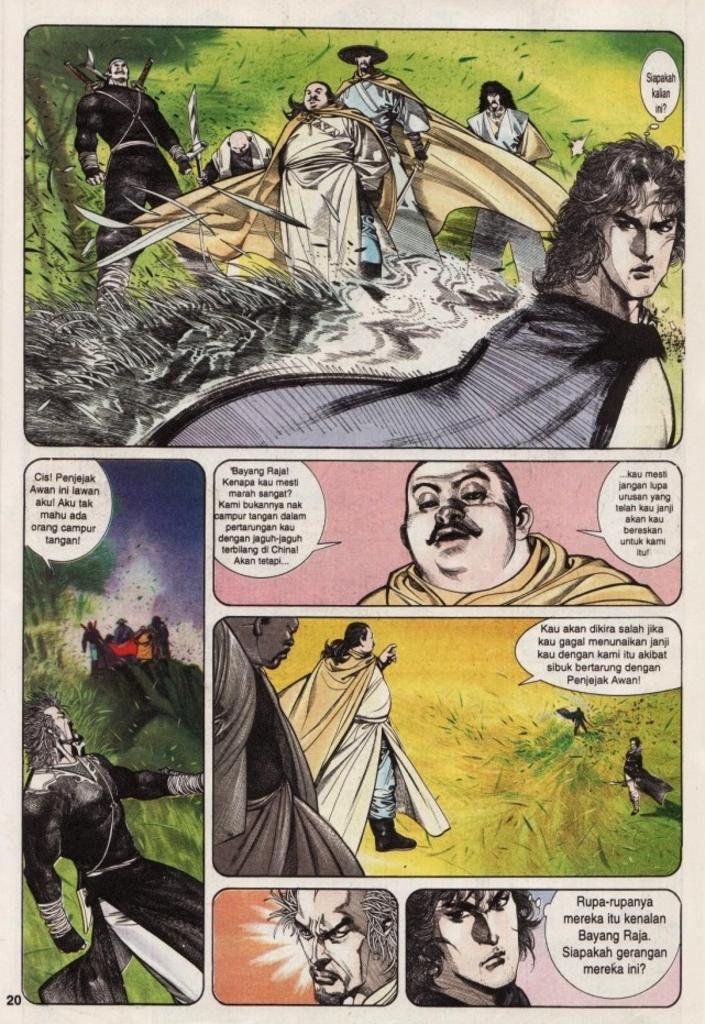 Siapakah
kalian
ini?
Cis! Penjejak
Awan ini lawan
aku! Aku tak
mahu ada
orang campur
tangan!
'Bayang Raja!
Kenapa kau mesti
marah sangat?
Kami bukannya nak
campur tangan dalam
pertarungan kau
dengan jaguh-jaguh
terbilang di China!
Akan tetapi...
...kau mesti
jangan lupa
urusan yang
telah kau janji
akan kau
bereskan
untuk kami
itu!
Kau akan dikira salah jika
kau gagal menunaikan janji
kau dengan kami itu akibat
sibuk bertarung dengan
Penjejak Awan!
Rupa-rupanya
mereka itu kenalan
Bayang Raja.
Siapakah gerangan
mereka ini?
20